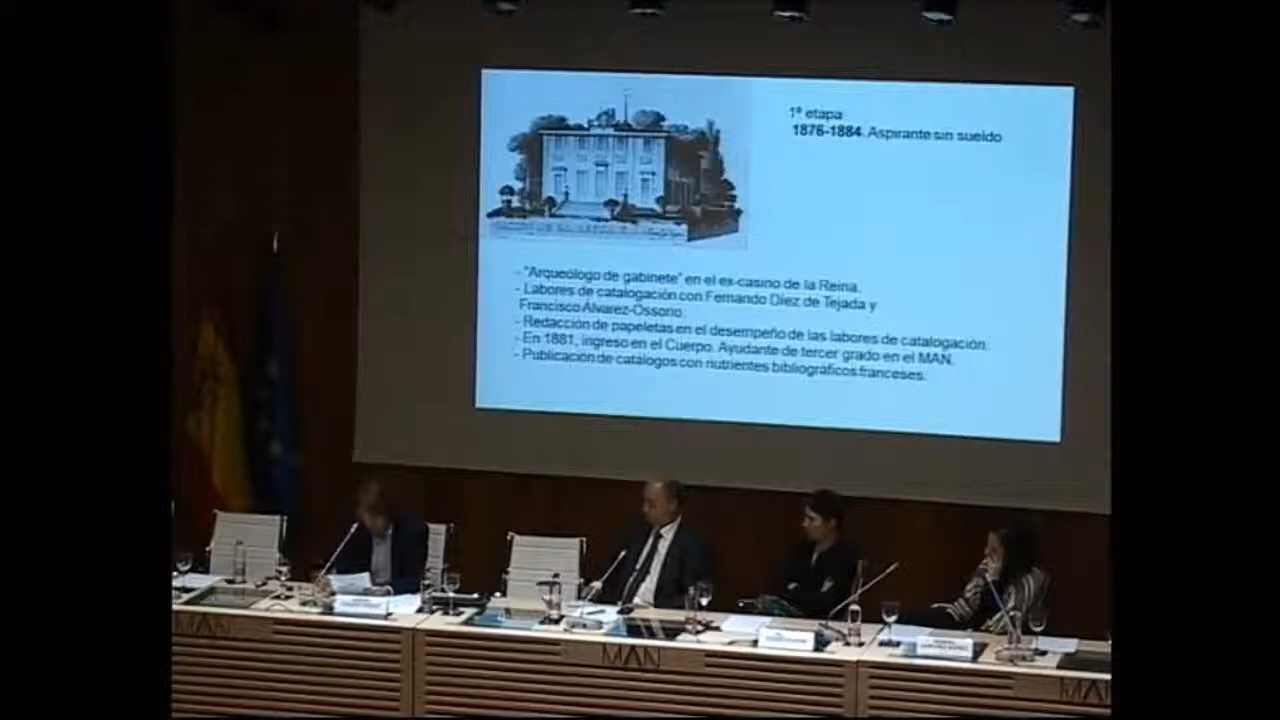 1ª etapa
1876-1884. Aspirante sin sueldo
- "Arqueólogo de gabinete" en el ex-casino de la Reina.
- Labores de catalogación con Fernando Díez de Tejada y
Francisco Álvarez-Ossorio.
- Redacción de papeletas en el desempeño de las labores de catalogación.
- En 1881, ingreso en el Cuerpo. Ayudante de tercer grado en el MAN.
- Publicación de catálogos con nutrientes bibliográficos franceses.
MAN
MAN
MAN